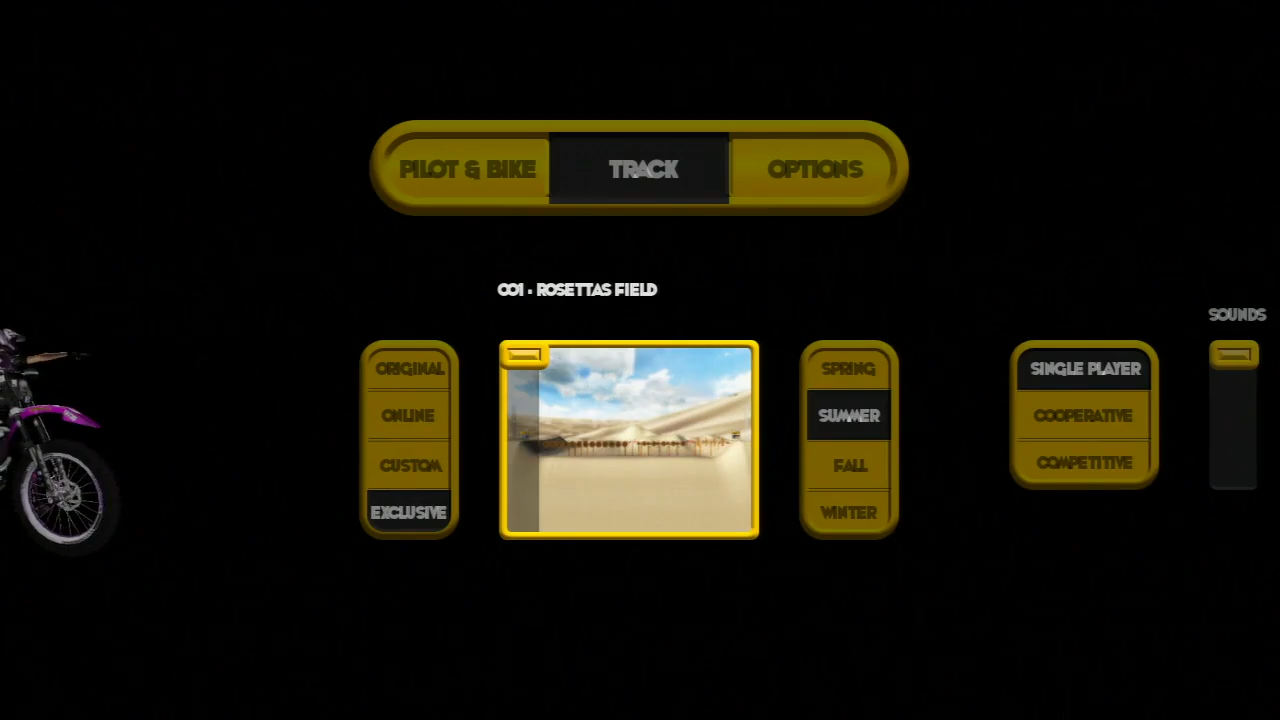 PILOT & BIKE TRACK OPTIONS
001 - ROSETTAS FIELD
SOUNDS
ORIGINAL
ONLINE
CUSTOM
EXCLUSIVE
SPRING
SUMMER
FALL
WINTER
SINGLE PLAYER
COOPERATIVE
COMPETITIVE